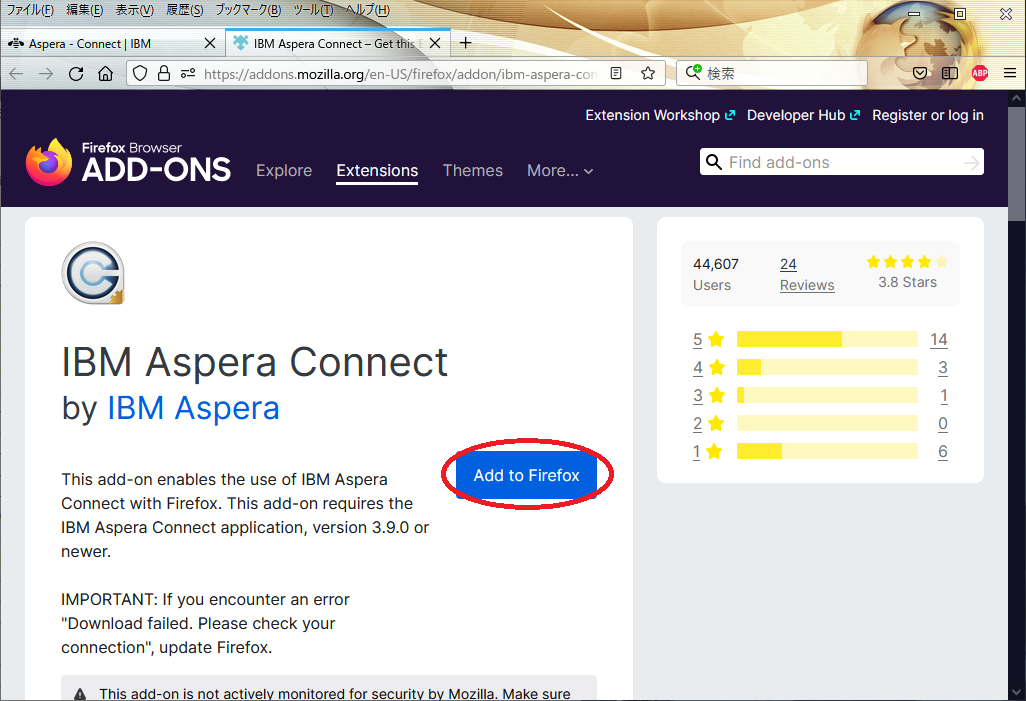 ファイル(F) 編集(E) 表示(V) 履歴(S) ブックマーク(B) ツール(T) ヘルプ(H)
Aspera - Connect | IBM
IBM Aspera Connect – Get this E
https://addons.mozilla.org/en-US/firefox/addon/ibm-aspera-con
検索
ABP
Extension Workshop
Developer Hub
Register or log in
Firefox Browser
ADD-ONS
Explore
Extensions
Themes
More...
Find add-ons
IBM Aspera Connect
by IBM Aspera
This add-on enables the use of IBM Aspera
Connect with Firefox. This add-on requires the
IBM Aspera Connect application, version 3.9.0 or
newer.
IMPORTANT: If you encounter an error
"Download failed. Please check your
connection", update Firefox.
Add to Firefox
This add-on is not actively monitored for security by Mozilla. Make sure
44,607
Users
24
Reviews
3.8 Stars
5 14
4 3
3 1
2 0
1 6